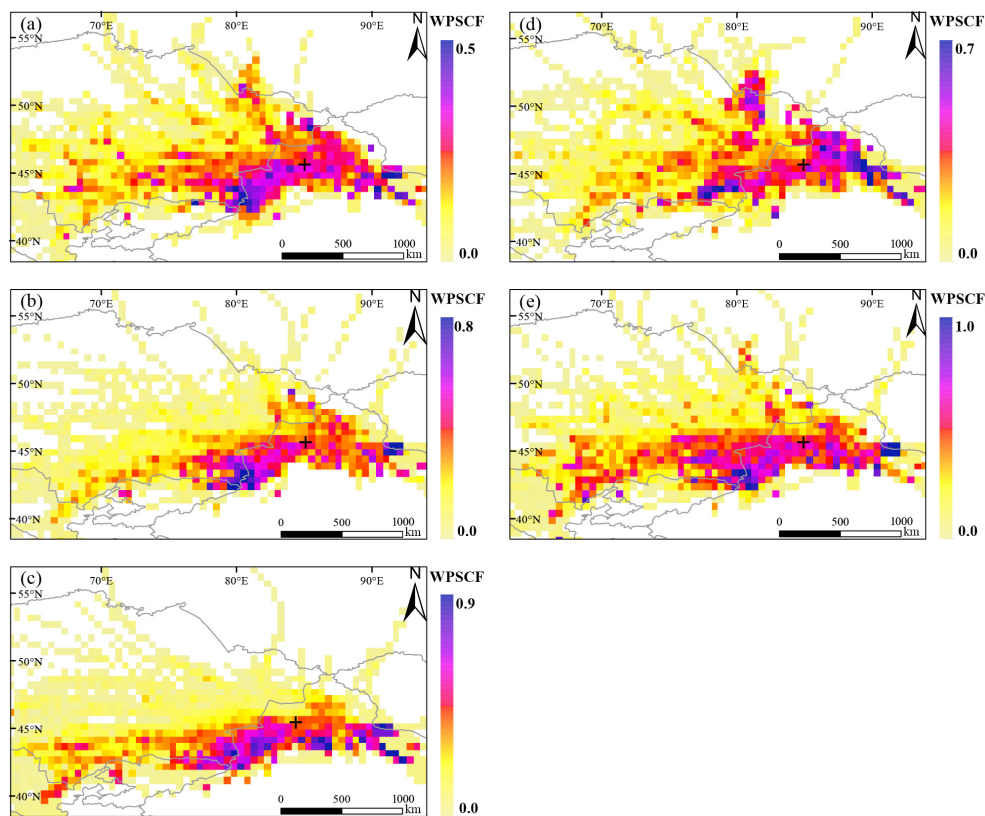 (a) 70°E 80°E 90°E N WPSCF
55°N 0.5
50°N
45°N
40°N 0 500 1000 km 0.0
(d) 70°E 80°E 90°E N WPSCF
55°N 0.7
50°N
45°N
40°N 0 500 1000 km 0.0
(b) 70°E 80°E 90°E N WPSCF
55°N 0.8
50°N
45°N
40°N 0 500 1000 km 0.0
(e) 70°E 80°E 90°E N WPSCF
55°N 1.0
50°N
45°N
40°N 0 500 1000 km 0.0
(c) 70°E 80°E 90°E N WPSCF
55°N 0.9
50°N
45°N
40°N 0 500 1000 km 0.0